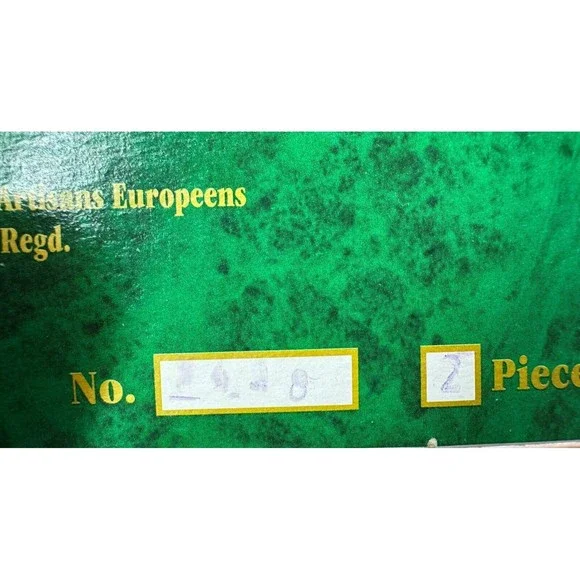 Artisans Europeens
Regd.
No. 2 Piece